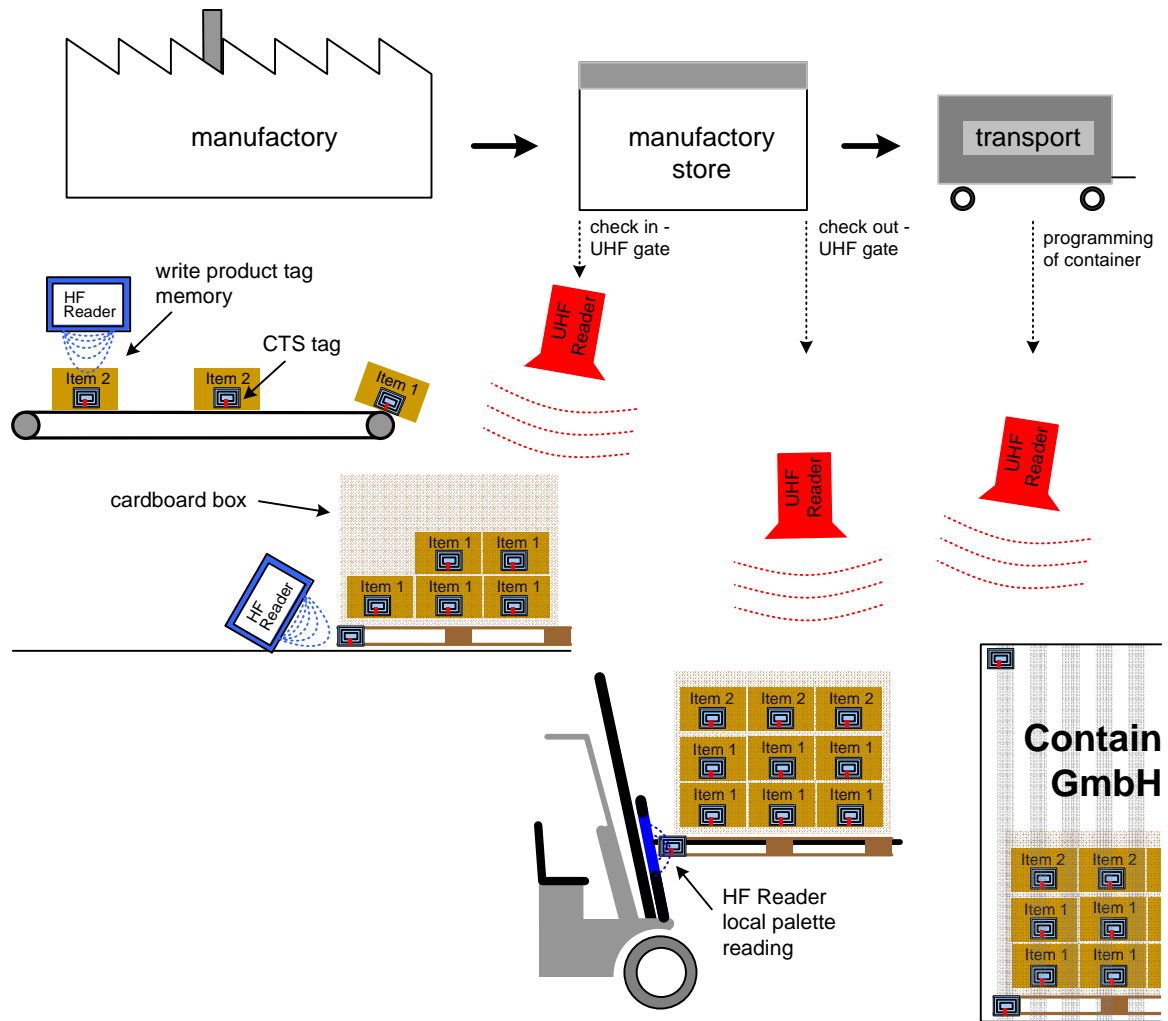 manufactory
manufactory
store
transport
check in -
UHF gate
check out -
UHF gate
programming
of container
write product tag
memory
HF
Reader
UHF
Reader
CTS tag
Item 2
Item 2
Item 1
UHF
Reader
UHF
Reader
cardboard box
Item 1
Item 1
Item 1
Item 1
Item 1
HF
Reader
Item 2
Item 2
Item 2
Item 1
Item 1
Item 1
Item 1
Item 1
Item 1
HF Reader
local palette
reading
Contain
GmbH
Item 2
Item 2
Item 1
Item 1
Item 1
Item 1